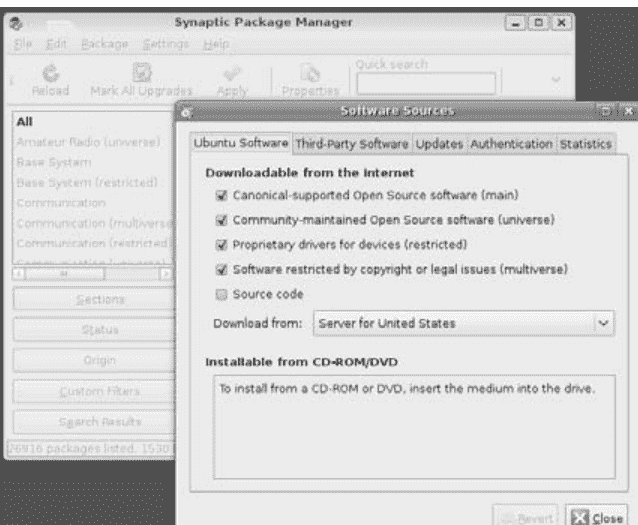 Synaptic Package Manager
File Edit Package Settings Help
Quick search
Reload Mark All Upgrades Apply Properties
Software Sources
All
Amateur Radio (universe)
Base System
Base System (restricted)
Communication
Communication (multiverse
Communication (restricted)
Sections
Status
Origin
Custom Filters
Search Results
26916 packages listed. 1530
Ubuntu Software Third-Party Software Updates Authentication Statistics
Downloadable from the Internet
Canonical-supported Open Source software (main)
Community-maintained Open Source software (universe)
Proprietary drivers for devices (restricted)
Software restricted by copyright or legal issues (multiverse)
Source code
Download from: Server for United States
Installable from CD-ROM/DVD
To install from a CD-ROM or DVD, insert the medium into the drive.
Revert Close